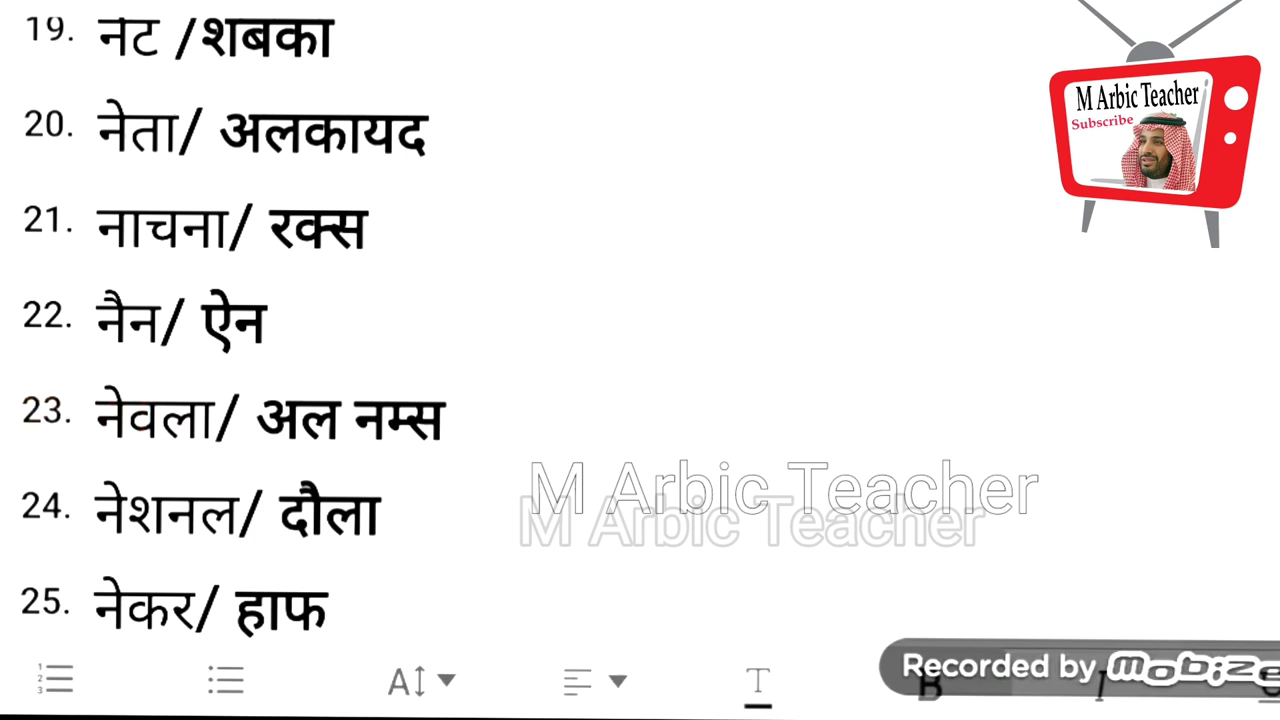 19. नेट /शबका
20. नेता/ अलकायद
21. नाचना/ रक्स
22. नैन/ ऐन
23. नेवला/ अल नम्स
24. नेशनल/ दौला
25. नेकर/ हाफ
M Arbic Teacher
Subscribe
M Arbic Teacher
M Arbic Teacher
Recorded by